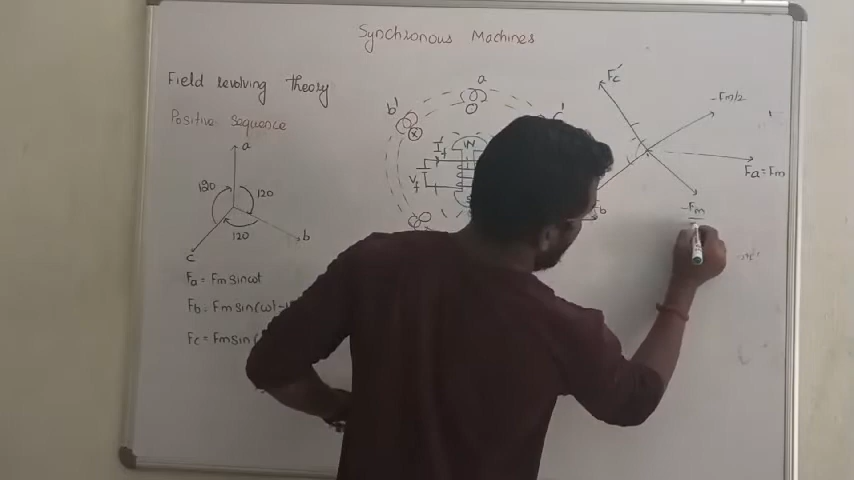 Synchronous Machines
Field revolving theory
Positive sequence
a
120
120
120
b
c
Fa = Fm sinωt
Fb = Fm sin(ωt-
Fc = Fm sin(
a
b'
c'
If
N
Vf
S
Fc'
-Fm/2
Fa = Fm
b
-Fm